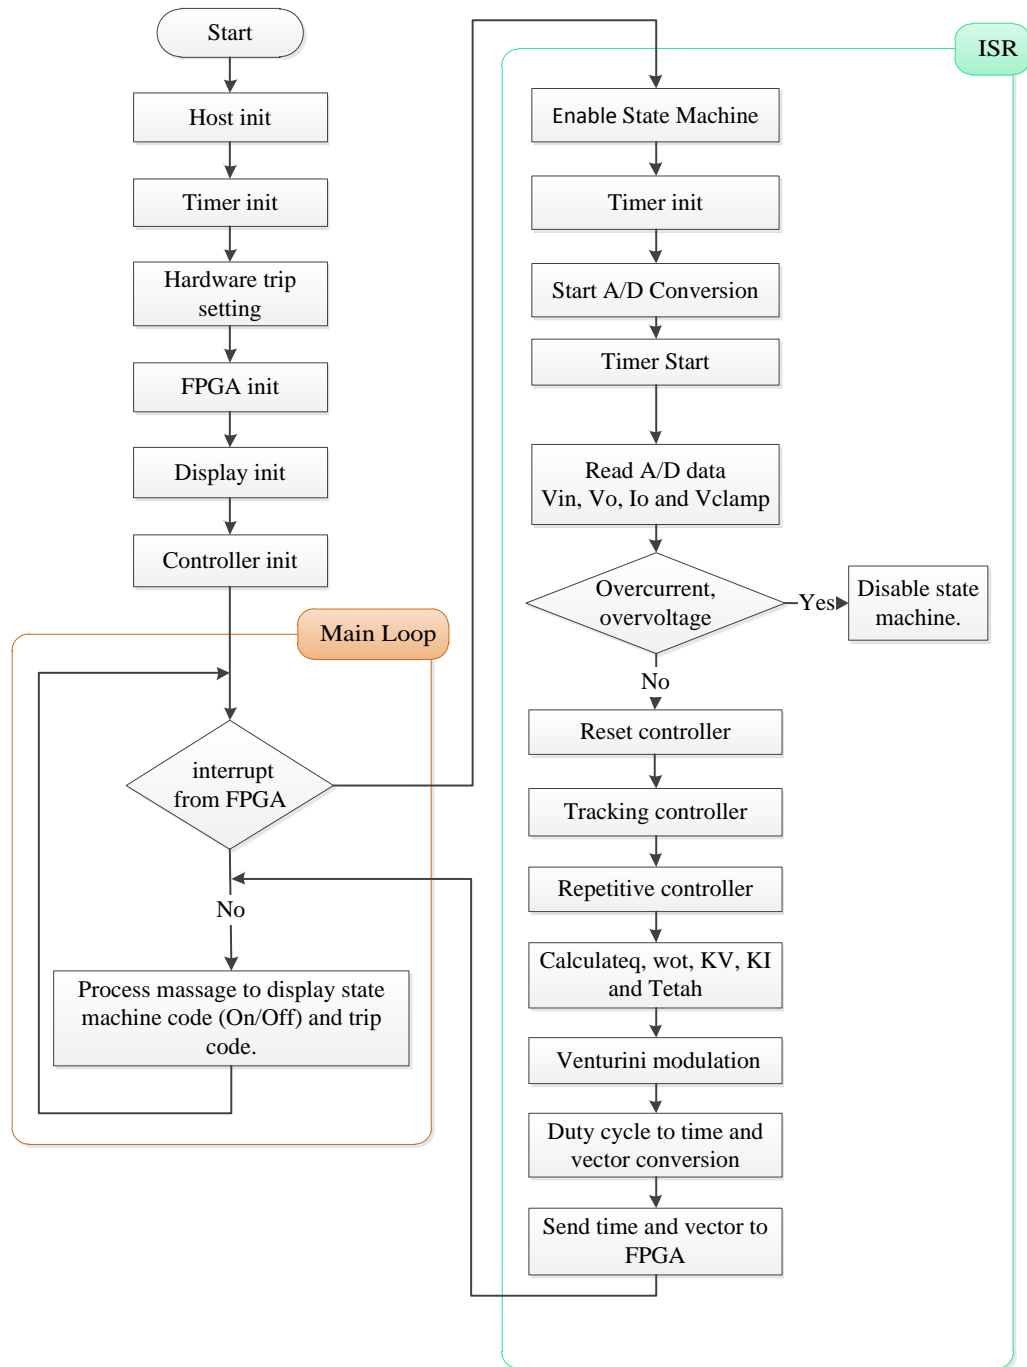 Start
Host init
Timer init
Hardware trip
setting
FPGA init
Display init
Controller init
Main Loop
interrupt
from FPGA
No
Process massage to display state
machine code (On/Off) and trip
code.
ISR
Enable State Machine
Timer init
Start A/D Conversion
Timer Start
Read A/D data
Vin, Vo, Io and Vclamp
Overcurrent,
overvoltage
Yes
Disable state
machine.
No
Reset controller
Tracking controller
Repetitive controller
Calculateq, wot, KV, KI
and Tetah
Venturini modulation
Duty cycle to time and
vector conversion
Send time and vector to
FPGA